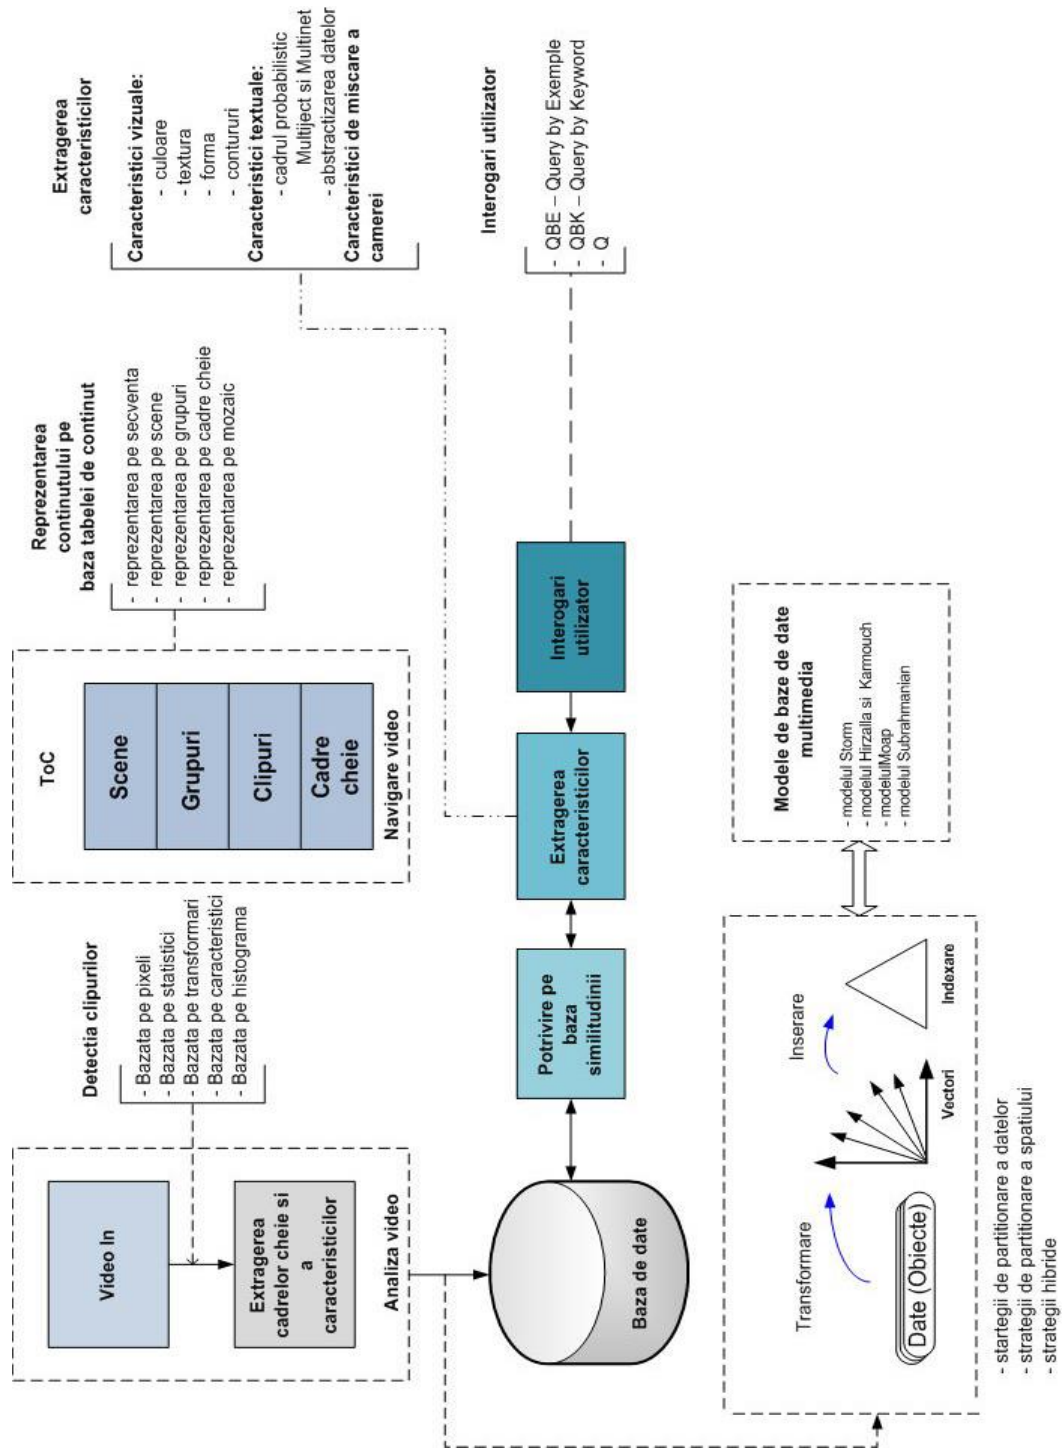 Detectia clipurilor
- Bazata pe pixeli
- Bazata pe statistici
- Bazata pe transformari
- Bazata pe caracteristici
- Bazata pe histograma
Video In
Extragerea
cadrelor cheie si
a
caracteristicilor
Analiza video
ToC
Scene
Grupuri
Clipuri
Cadre
cheie
Navigare video
Reprezentarea
continutului pe
baza tabelei de continut
- reprezentarea pe secventa
- reprezentarea pe scene
- reprezentarea pe grupuri
- reprezentarea pe cadre cheie
- reprezentarea pe mozaic
Extragerea
caracteristicilor
Caracteristici vizuale:
- culoare
- textura
- forma
- contururi
Caracteristici textuale:
- cadrul probabilistic
Multiject si Multinet
- abstractizarea datelor
Caracteristici de miscare a
camerei
Baza de date
Potrivire pe
baza
similitudinii
Extragerea
caracteristicilor
Interogari
utilizator
Interogari utilizator
- QBE – Query by Exemple
- QBK – Query by Keyword
- Q
Transformare
Inserare
Date (Obiecte)
Vectori
Indexare
- startegii de partitionare a datelor
- strategii de partitionare a spatiului
- strategii hibride
Modele de baze de date
multimedia
- modelul Storm
- modelul Hirzalla si Karmouch
- modelulMoap
- modelul Subrahmanian